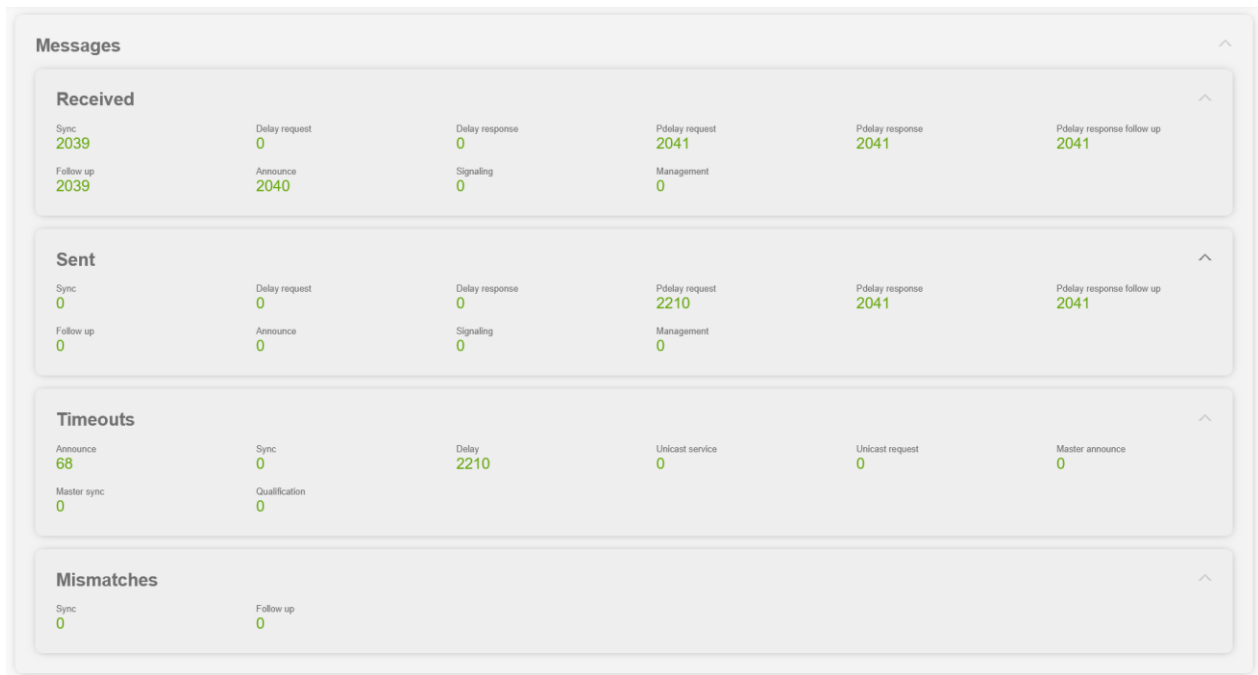 Messages
Received
Sync Delay request Delay response Pdelay request Pdelay response Pdelay response follow up
2039 0 0 2041 2041 2041
Follow up Announce Signaling Management
2039 2040 0 0
Sent
Sync Delay request Delay response Pdelay request Pdelay response Pdelay response follow up
0 0 0 2210 2041 2041
Follow up Announce Signaling Management
0 0 0 0
Timeouts
Announce Sync Delay Unicast service Unicast request Master announce
68 0 2210 0 0 0
Master sync Qualification
0 0
Mismatches
Sync Follow up
0 0